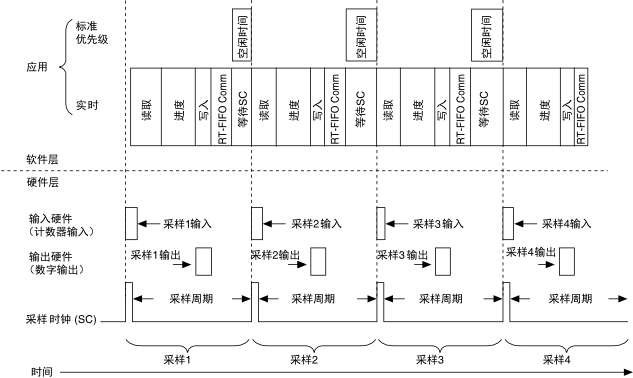 标准
优先级
空闲时间 空闲时间 空闲时间
应用
实时
读取 进度 写入 RT-FIFO Comm 等待SC 读取 进度 写入 RT-FIFO Comm 等待SC 读取 进度 写入 RT-FIFO Comm 等待SC 读取 进度 写入 RT-FIFO Comm
软件层
硬件层
输入硬件
(计数器输入)
采样1输入 采样2输入 采样3输入 采样4输入
输出硬件
(数字输出)
采样1输出 采样2输出 采样3输出 采样4输出
采样周期 采样周期 采样周期 采样周期
采样时钟 (SC)
采样1 采样2 采样3 采样4
时间